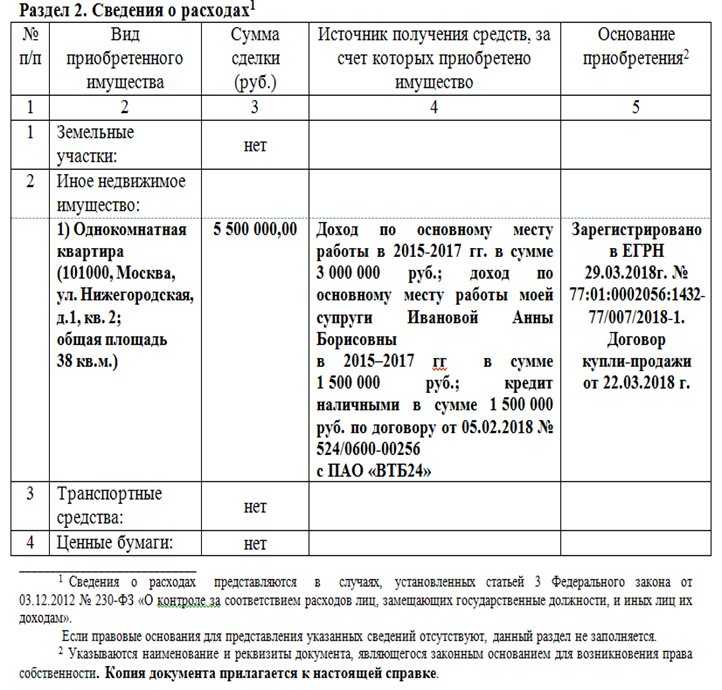 Раздел 2. Сведения о расходах1
№ п/п
Вид приобретенного имущества
Сумма сделки (руб.)
Источник получения средств, за счет которых приобретено имущество
Основание приобретения2
1 2 3 4 5
1
Земельные
участки:
нет
2
Иное недвижимое
имущество:
1) Однокомнатная
квартира
(101000, Москва,
ул. Нижегородская,
д.1, кв. 2;
общая площадь
38 кв.м.)
5 500 000,00
Доход по основному месту
работы в 2015-2017 гг. в сумме
3 000 000 руб.; доход по
основному месту работы моей
супруги Ивановой Анны
Борисовны
в 2015–2017 гг в сумме
1 500 000 руб.; кредит
наличными в сумме 1 500 000
руб. по договору от 05.02.2018 №
524/0600-00256
с ПАО «ВТБ24»
Зарегистрировано
в ЕГРН
29.03.2018г. №
77:01:0002056:1432-
77/007/2018-1.
Договор
купли-продажи
от 22.03.2018 г.
3
Транспортные
средства:
нет
4
Ценные бумаги:
нет
1 Сведения о расходах представляются в случаях, установленных статьей 3 Федерального закона от
03.12.2012 № 230-ФЗ «О контроле за соответствием расходов лиц, замещающих государственные должности, и иных лиц их
доходам».
Если правовые основания для представления указанных сведений отсутствуют, данный раздел не заполняется.
2 Указываются наименование и реквизиты документа, являющегося законным основанием для возникновения права
собственности. Копия документа прилагается к настоящей справке.